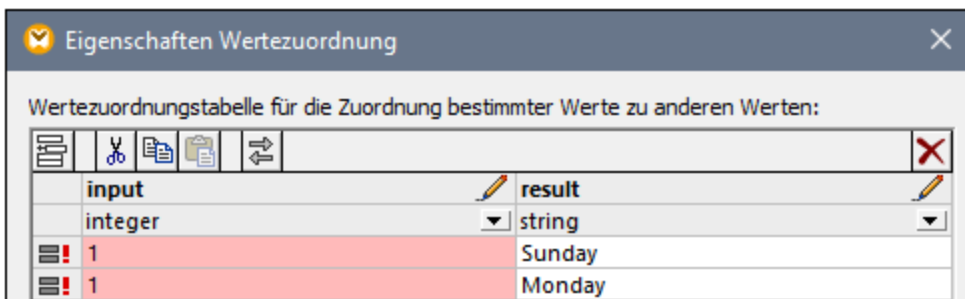 Eigenschaften Wertezuordnung
Wertezuordnungstabelle für die Zuordnung bestimmter Werte zu anderen Werten:
input result
integer string
1 Sunday
1 Monday